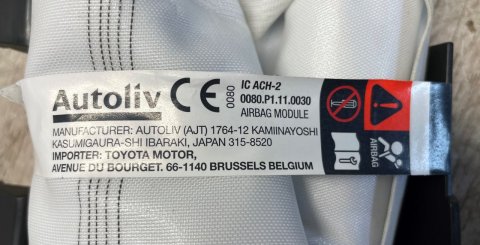 Autoliv CE 0080
IC ACH-2
0080.P1.11.0030
AIRBAG MODULE
MANUFACTURER: AUTOLIV (AJT) 1764-12 KAMIINAYOSHI
KASUMIGAURA-SHI IBARAKI, JAPAN 315-8520
IMPORTER: TOYOTA MOTOR,
AVENUE DU BOURGET. 66-1140 BRUSSELS BELGIUM
AIRBAG